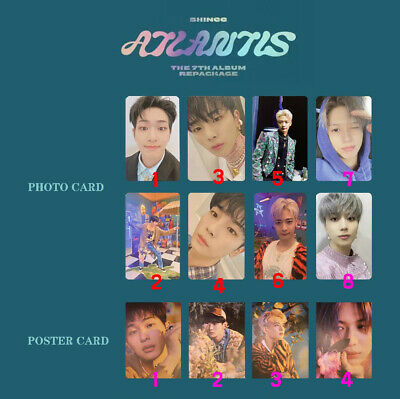 SHINee
ATLANTIS
THE 7TH ALBUM
REPACKAGE
PHOTO CARD
1 3 5 7
2 4 6 8
POSTER CARD
1 2 3 4